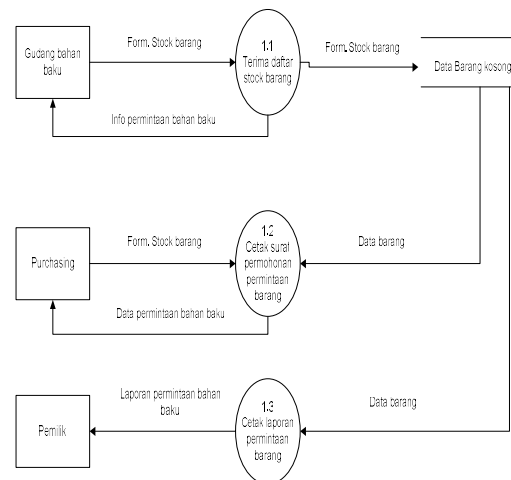 Gudang bahan
baku
Form. Stock barang
1.1
Terima daftar
stock barang
Form. Stock barang
Data Barang kosong
Info permintaan bahan baku
Purchasing
Form. Stock barang
1.2
Cetak surat
permohonan
permintaan
barang
Data barang
Data permintaan bahan baku
Pemilik
Laporan permintaan bahan
baku
1.3
Cetak laporan
permintaan
barang
Data barang